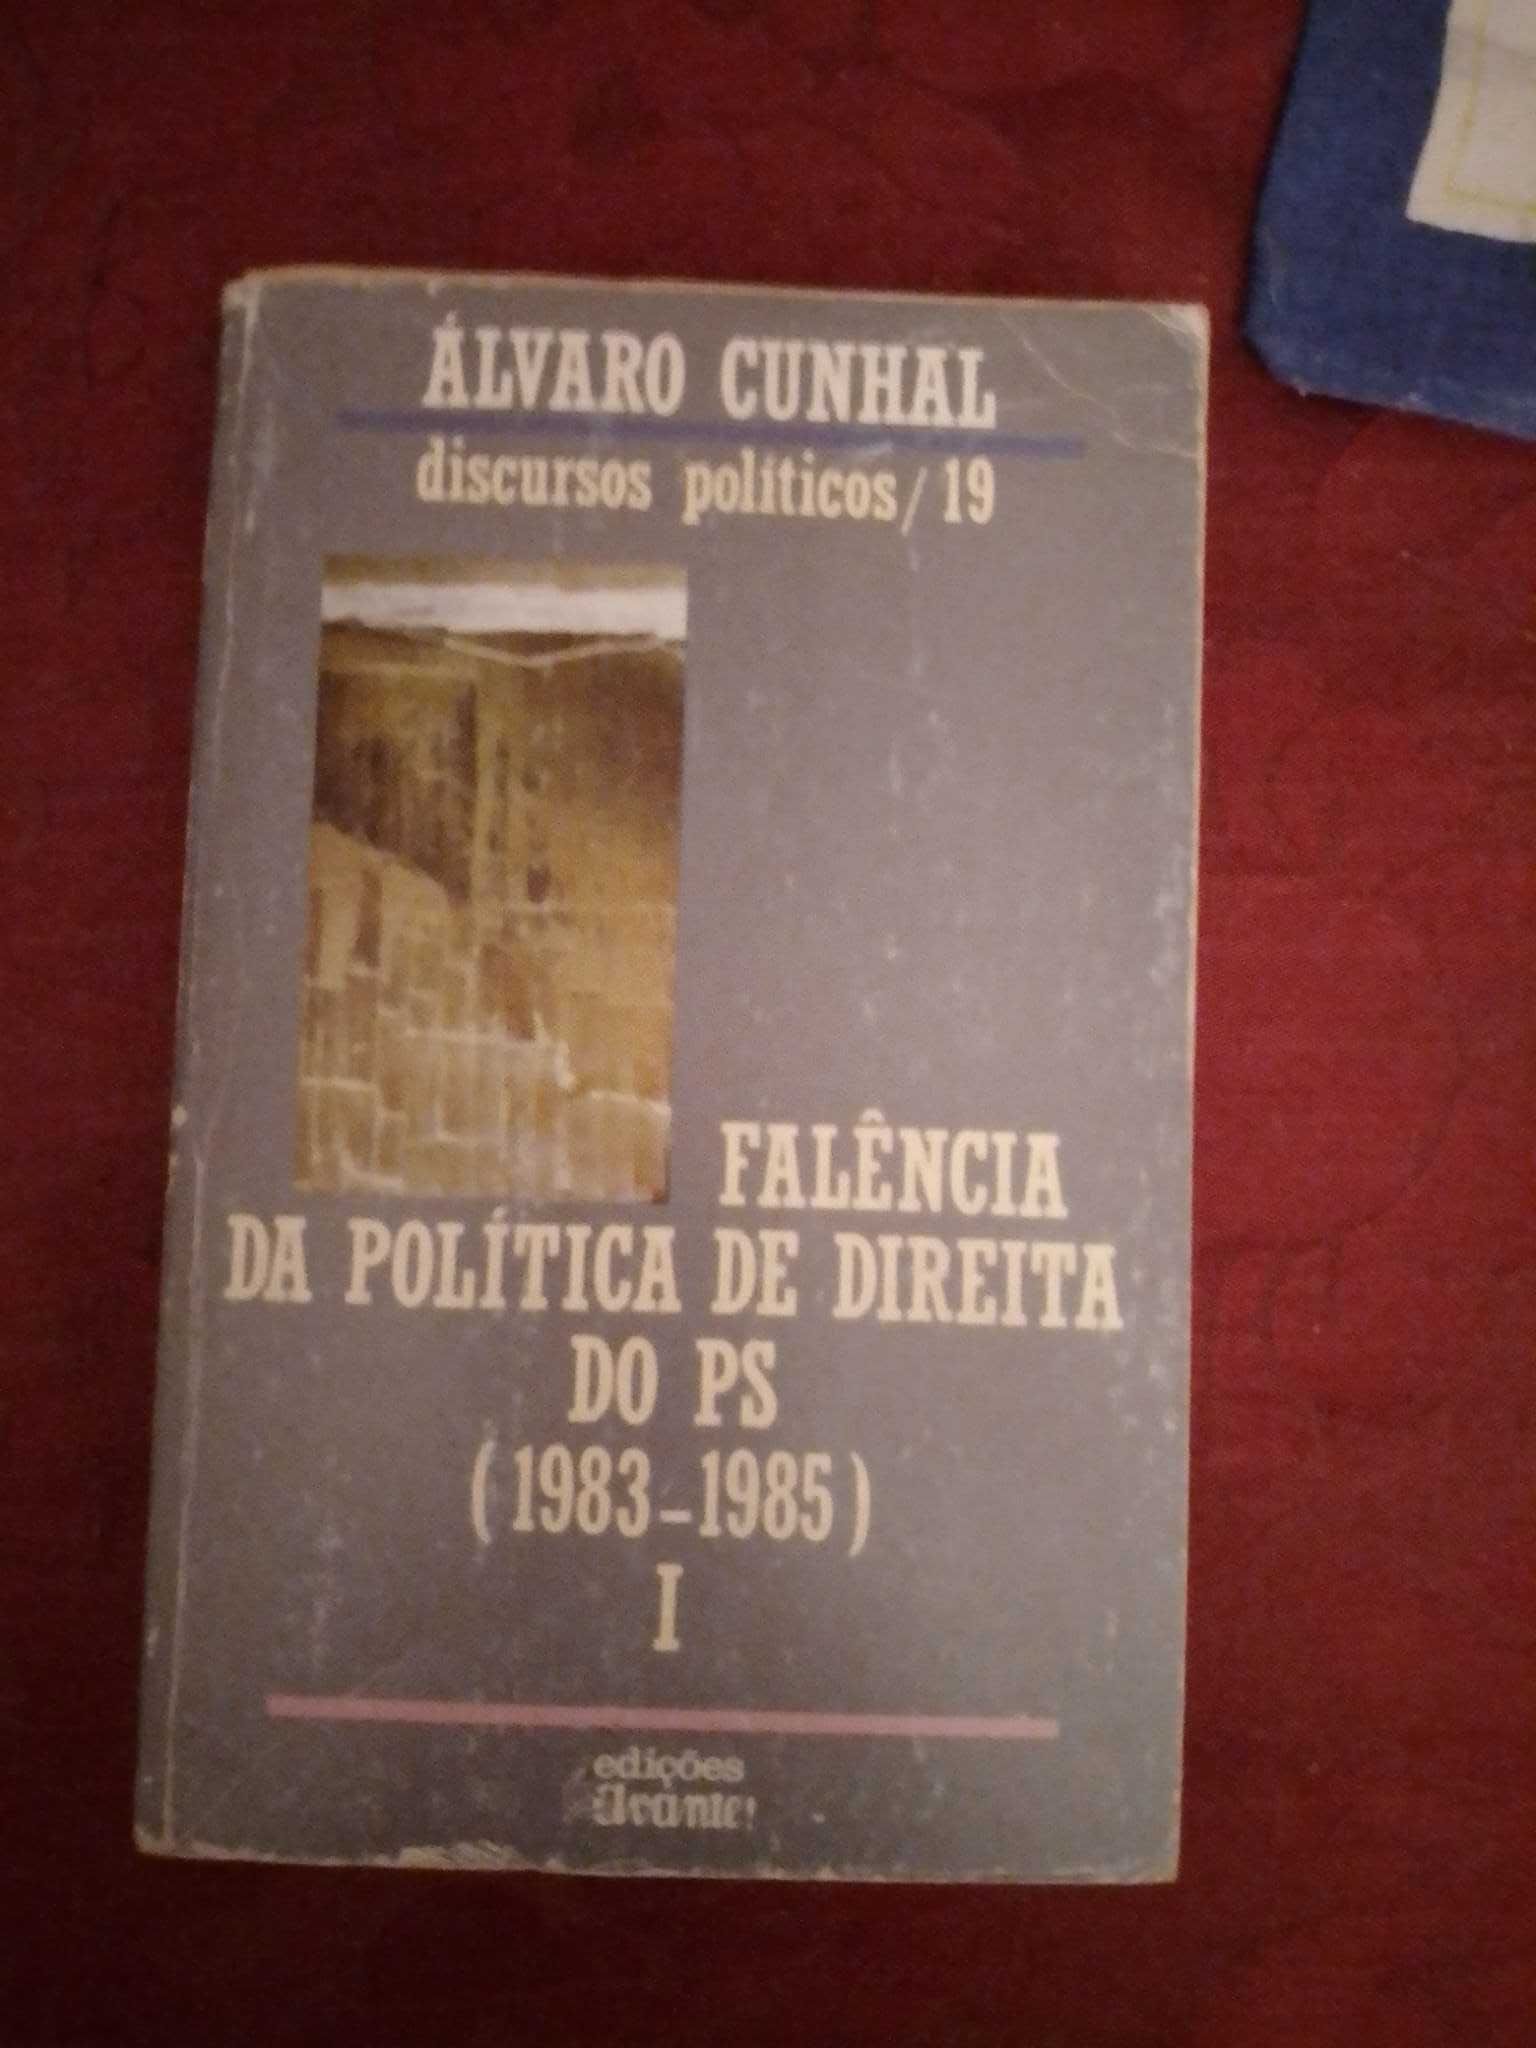 ÁLVARO CUNHAL
discursos políticos / 19
FALÊNCIA
DA POLÍTICA DE DIREITA
DO PS
(1983-1985)
I
edições
avante!